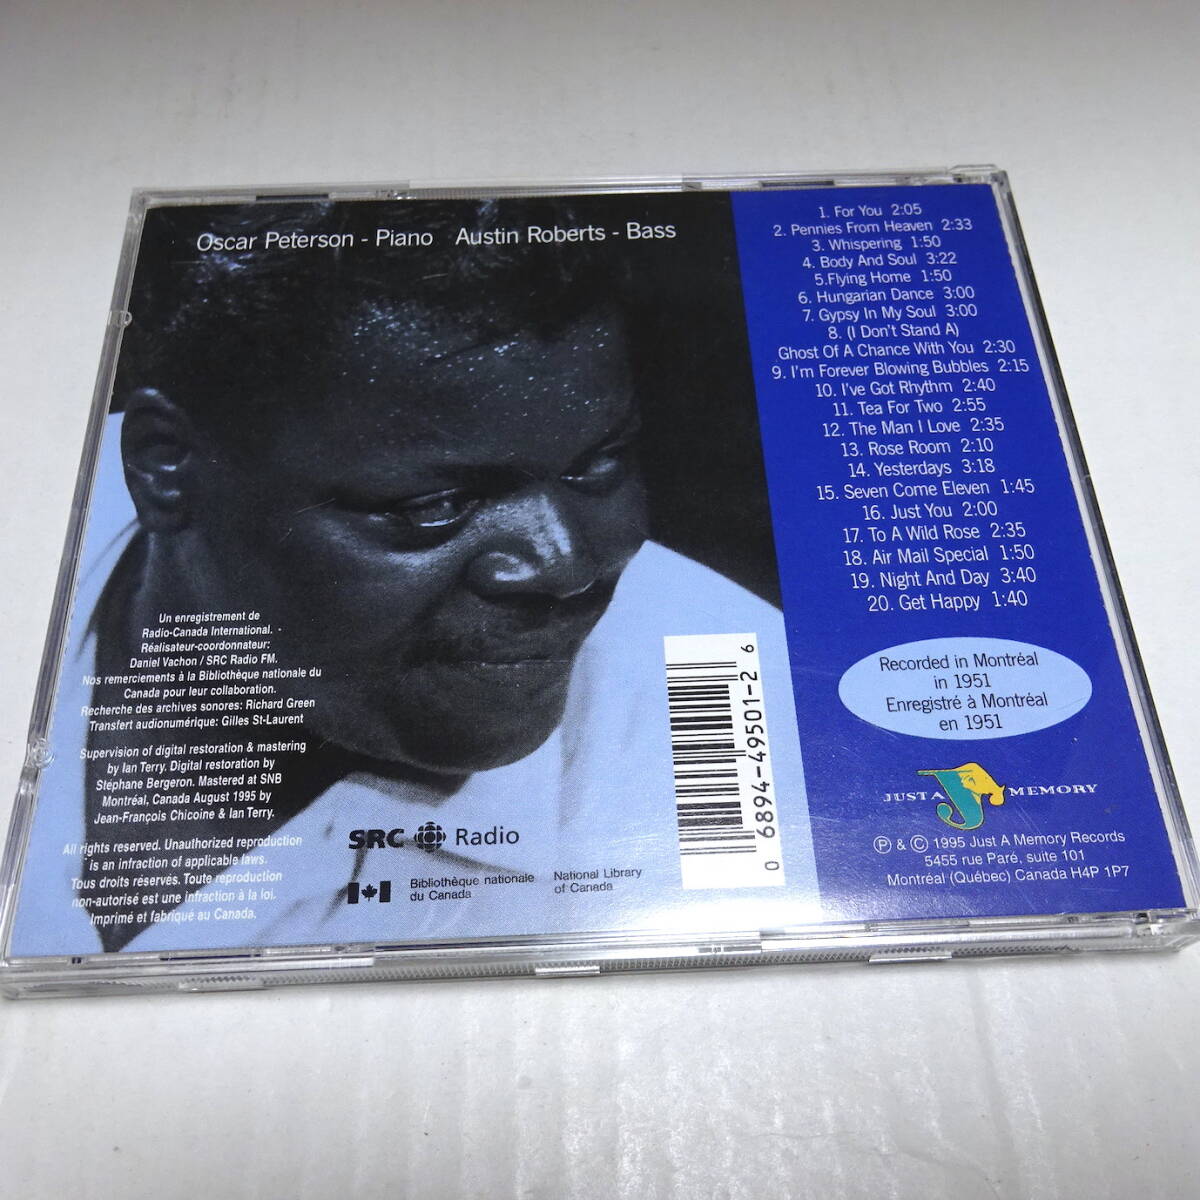 Oscar Peterson - Piano Austin Roberts - Bass
1. For You 2:05
2. Pennies From Heaven 2:33
3. Whispering 1:50
4. Body And Soul 3:22
5.Flying Home 1:50
6. Hungarian Dance 3:00
7. Gypsy In My Soul 3:00
8. (I Don't Stand A)
Ghost Of A Chance With You 2:30
9. I'm Forever Blowing Bubbles 2:15
10. I've Got Rhythm 2:40
11. Tea For Two 2:55
12. The Man I Love 2:35
13. Rose Room 2:10
14. Yesterdays 3:18
15. Seven Come Eleven 1:45
16. Just You 2:00
17. To A Wild Rose 2:35
18. Air Mail Special 1:50
19. Night And Day 3:40
20. Get Happy 1:40
Recorded in Montréal
in 1951
Enregistré à Montréal
en 1951
JUST A J MEMORY
Ⓟ & © 1995 Just A Memory Records
5455 rue Paré, suite 101
Montréal (Québec) Canada H4P 1P7
Un enregistrement de
Radio-Canada International. -
Réalisateur-coordonnateur:
Daniel Vachon / SRC Radio FM.
Nos remerciements à la Bibliothèque nationale du
Canada pour leur collaboration.
Recherche des archives sonores: Richard Green
Transfert audionumérique: Gilles St-Laurent
Supervision of digital restoration & mastering
by Ian Terry. Digital restoration by
Stéphane Bergeron. Mastered at SNB
Montréal, Canada August 1995 by
Jean-François Chicoine & Ian Terry.
All rights reserved. Unauthorized reproduction
is an infraction of applicable laws.
Tous droits réservés. Toute reproduction
non-autorisé est une infraction à la loi.
Imprimé et fabriqué au Canada.
SRC Radio
Bibliothèque nationale
du Canada
National Library
of Canada
0 6894-49501-2 6